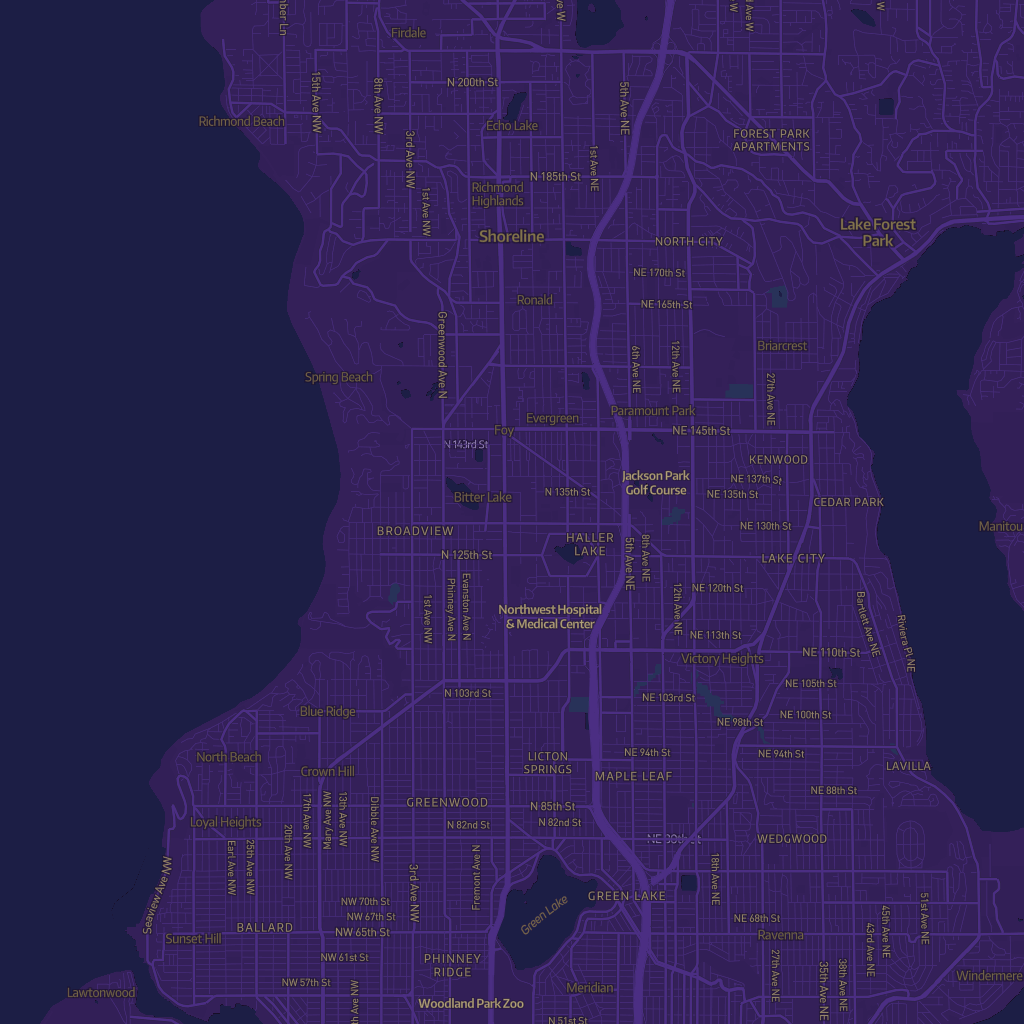 Firdale
N 200th St
15th Ave NW
8th Ave NW
5th Ave NE
Richmond Beach
Echo Lake
FOREST PARK
APARTMENTS
3rd Ave NW
1st Ave NE
N 185th St
Richmond
Highlands
1st Ave NW
Lake Forest
Park
Shoreline
NORTH CITY
NE 170th St
Ronald
NE 165th St
Greenwood Ave N
6th Ave NE
12th Ave NE
Briarcrest
Spring Beach
27th Ave NE
Evergreen
Paramount Park
Foy
NE 145th St
N 143rd St
KENWOOD
Jackson Park
Golf Course
NE 137th St
N 135th St
NE 135th St
Bitter Lake
CEDAR PARK
Manitou
NE 130th St
BROADVIEW
HALLER
LAKE
N 125th St
5th Ave NE
8th Ave NE
LAKE CITY
NE 120th St
1st Ave NW
Phinney Ave N
Evanston Ave N
12th Ave NE
Northwest Hospital
& Medical Center
Bartlett Ave NE
Riviera Pl NE
NE 113th St
NE 110th St
Victory Heights
NE 105th St
N 103rd St
NE 103rd St
Blue Ridge
NE 100th St
NE 98th St
North Beach
LICTON
SPRINGS
NE 94th St
NE 94th St
LAVILLA
Crown Hill
MAPLE LEAF
NE 88th St
17th Ave NW
Mary Ave NW
13th Ave NW
Dibble Ave NW
GREENWOOD
N 85th St
Loyal Heights
N 82nd St
N 82nd St
20th Ave NW
Earl Ave NW
25th Ave NW
NE 80th St
WEDGWOOD
Seaview Ave NW
3rd Ave NW
Fremont Ave N
18th Ave NE
GREEN LAKE
Green Lake
NW 70th St
NW 67th St
NW 65th St
NE 68th St
51st Ave NE
45th Ave NE
43rd Ave NE
BALLARD
Sunset Hill
Ravenna
NW 61st St
PHINNEY
RIDGE
27th Ave NE
35th Ave NE
38th Ave NE
Windermere
NW 57th St
Meridian
Lawtonwood
Woodland Park Zoo
N 51st St